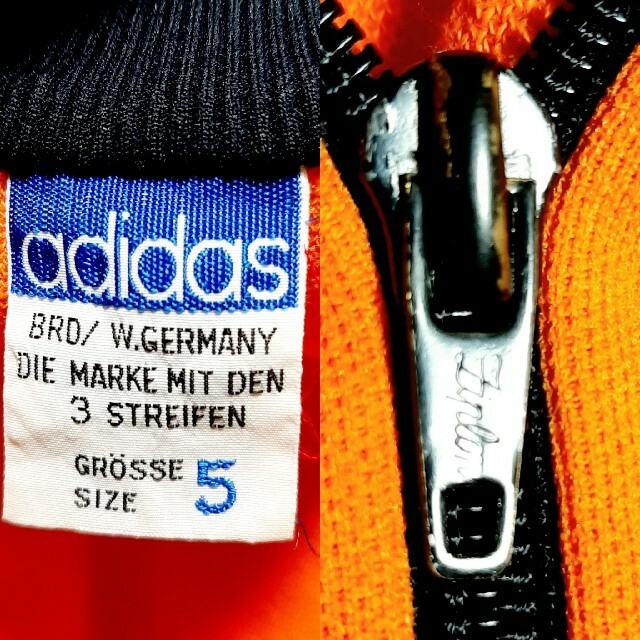 adidas
BRD/ W.GERMANY
DIE MARKE MIT DEN
3 STREIFEN
GRÖSSE 5
SIZE